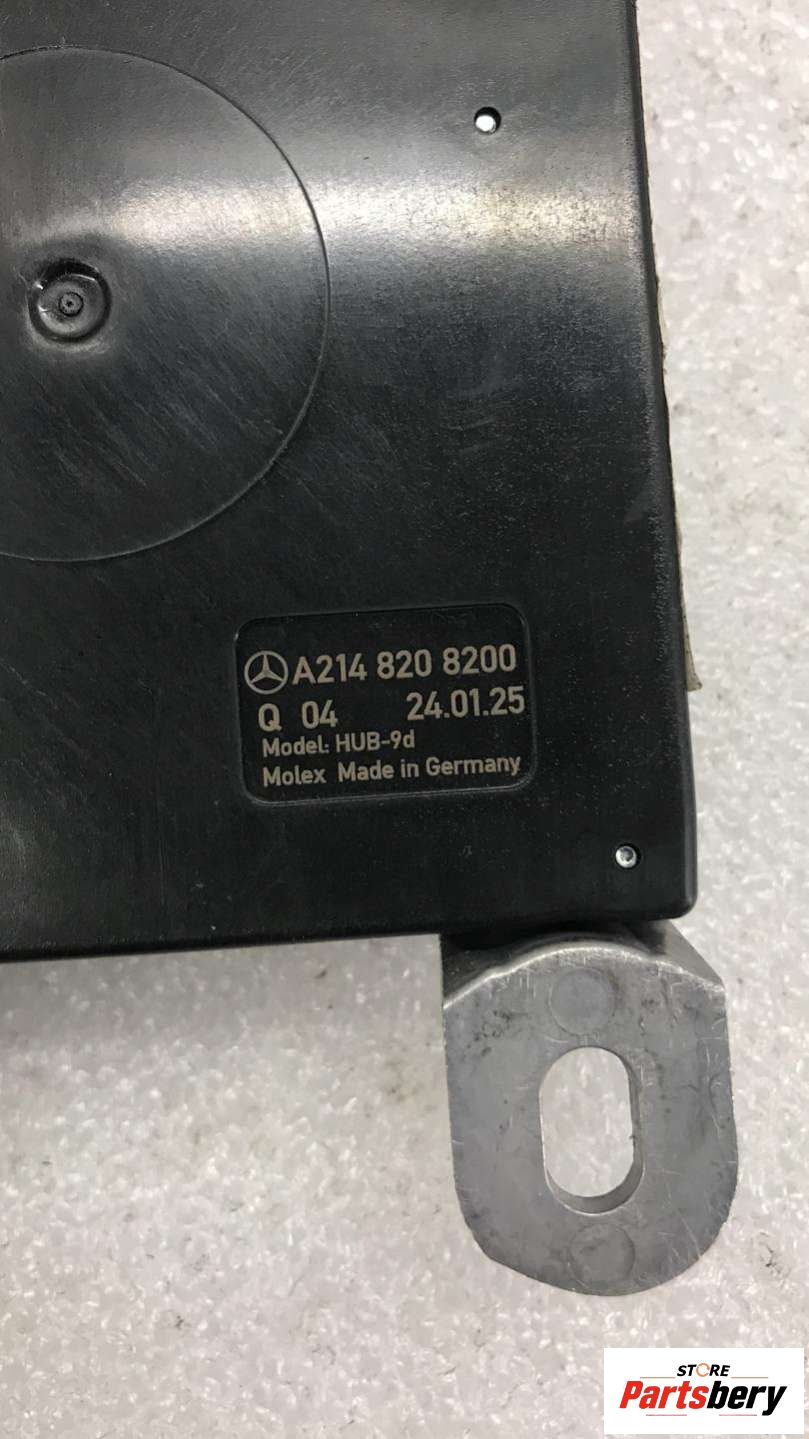 A214 820 8200
Q 04 24.01.25
Model: HUB-9d
Molex Made in Germany
STORE
Partsbery